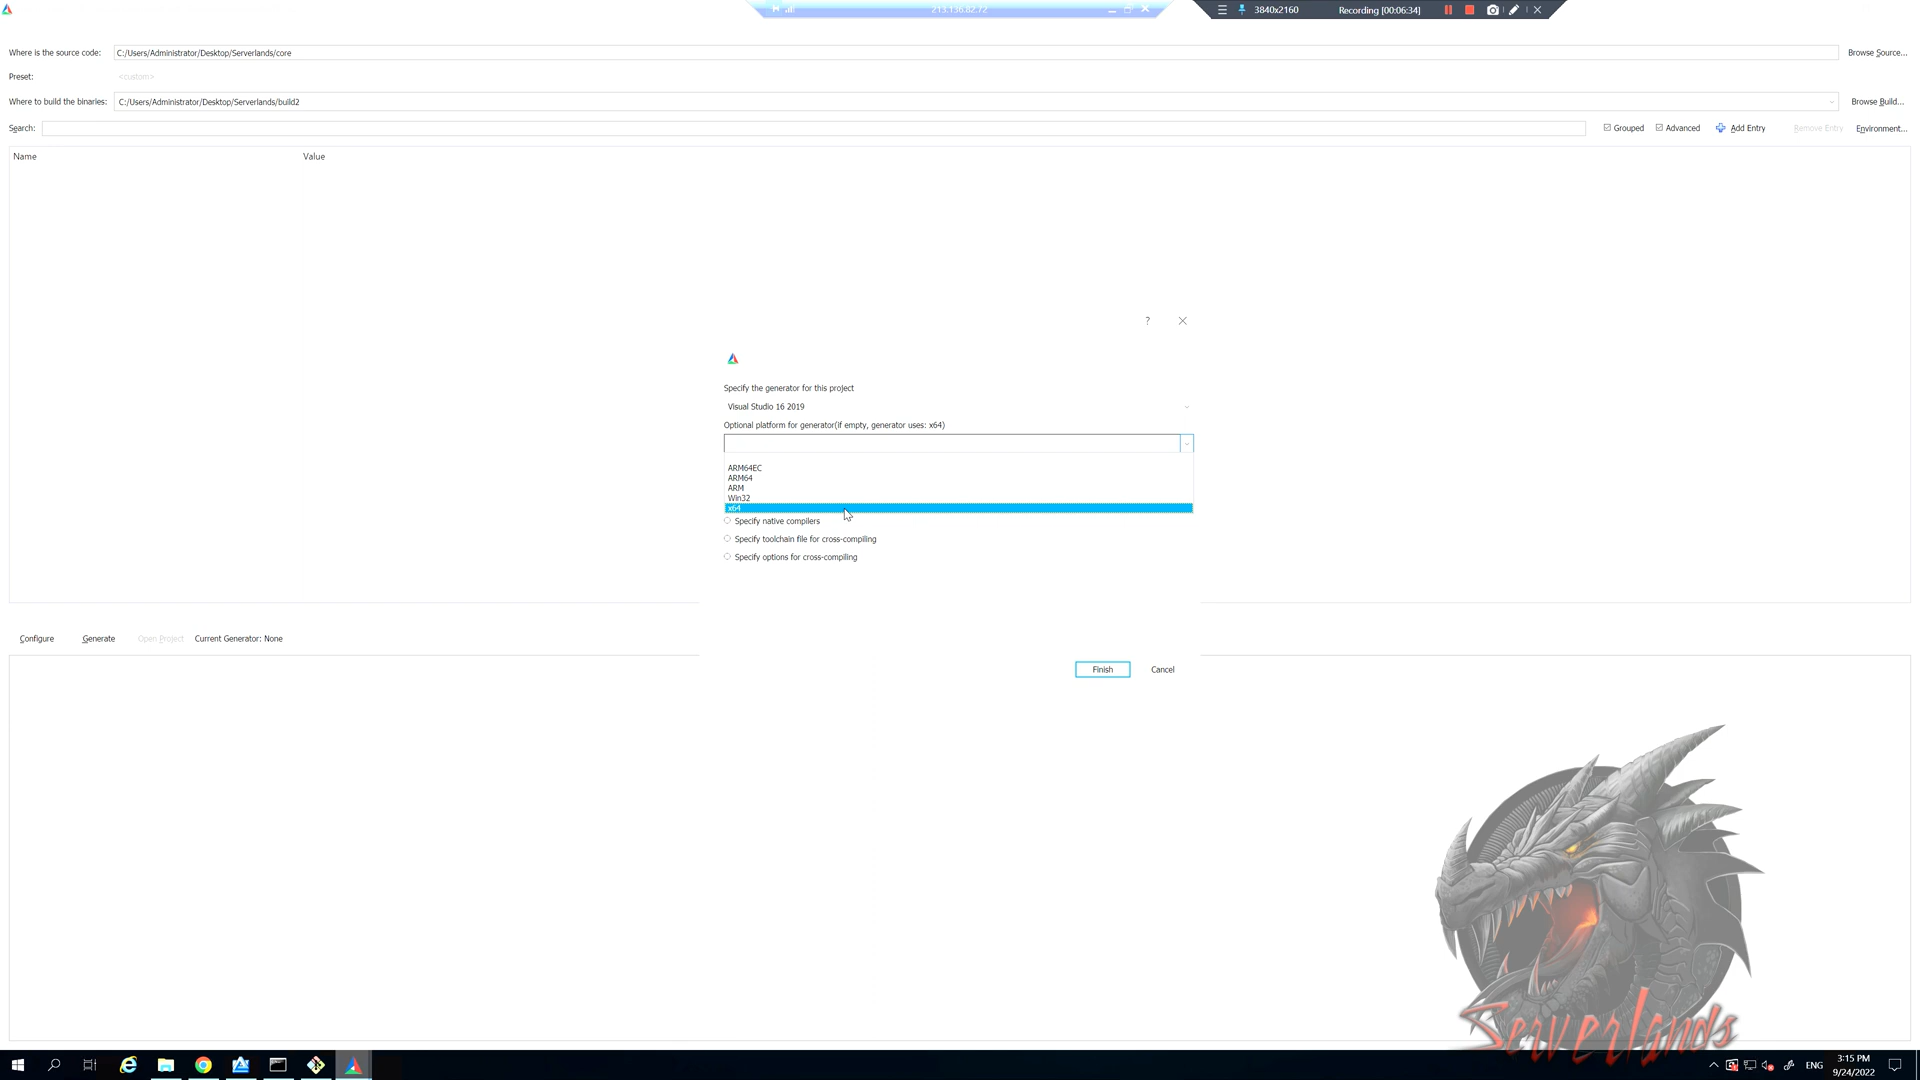 213.136.82.72
3840x2160
Recording [00:06:34]
Where is the source code:
C:/Users/Administrator/Desktop/Serverlands/core
Browse Source...
Preset:
<custom>
Where to build the binaries:
C:/Users/Administrator/Desktop/Serverlands/build2
Browse Build...
Search:
Grouped
Advanced
Add Entry
Remove Entry
Environment...
Name
Value
?
Specify the generator for this project
Visual Studio 16 2019
Optional platform for generator(if empty, generator uses: x64)
ARM64EC
ARM64
ARM
Win32
x64
Specify native compilers
Specify toolchain file for cross-compiling
Specify options for cross-compiling
Configure
Generate
Open Project
Current Generator: None
Finish
Cancel
Serverlands
ENG
3:15 PM
9/24/2022